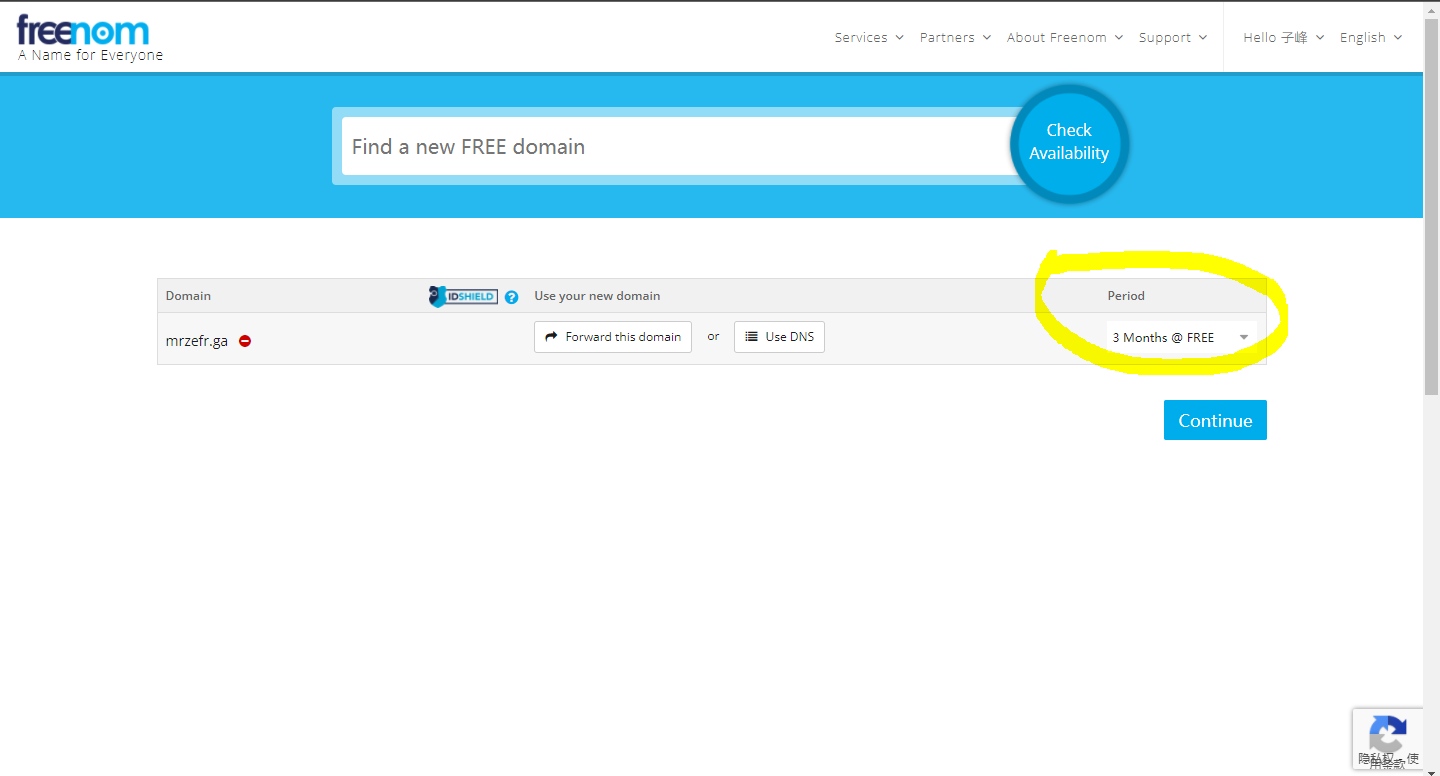 freenom
A Name for Everyone
Services Partners About Freenom Support Hello 子峰 English
Find a new FREE domain
Check
Availability
Domain IDSHIELD ? Use your new domain Period
mrzefr.ga Forward this domain or Use DNS 3 Months @ FREE
Continue
隐私权 - 使
用条款